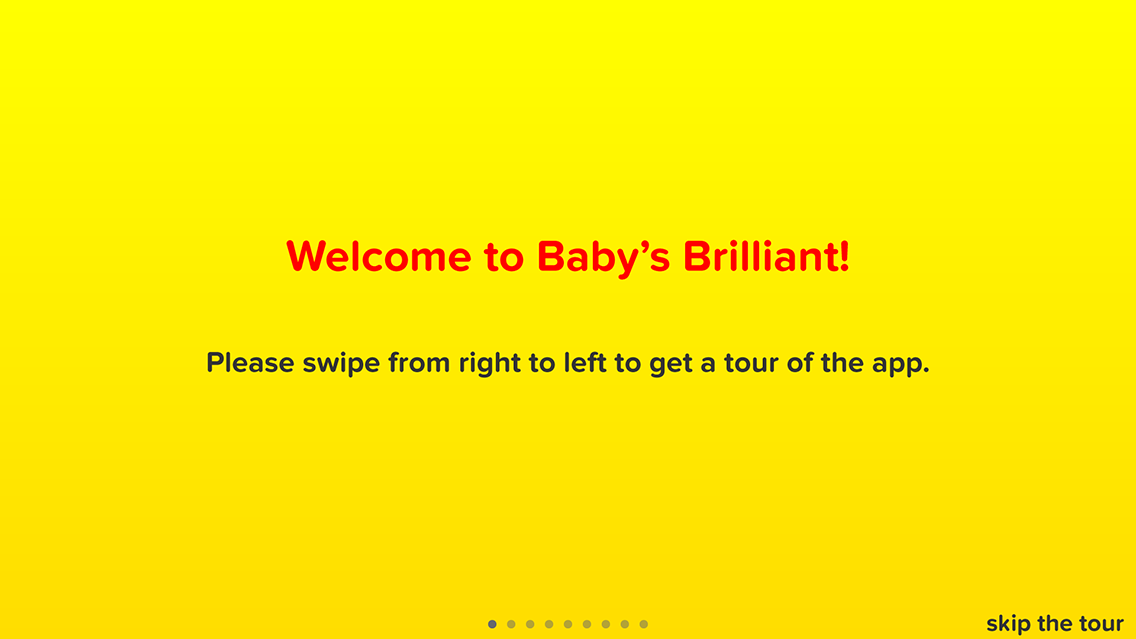 Welcome to Baby’s Brilliant!
Please swipe from right to left to get a tour of the app.
skip the tour